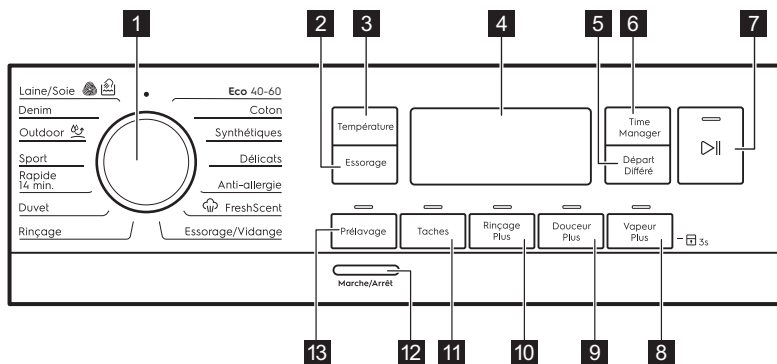 1
2
3
4
5
6
7
Laine/Soie
Denim
Outdoor
Sport
Rapide
14 min.
Duvet
Rinçage
Eco 40-60
Coton
Synthétiques
Délicats
Anti-allergie
FreshScent
Essorage/Vidange
Température
Essorage
Time
Manager
Départ
Différé
Prélavage
Taches
Rinçage
Plus
Douceur
Plus
Vapeur
Plus
3s
Marche/Arrêt
13
12
11
10
9
8